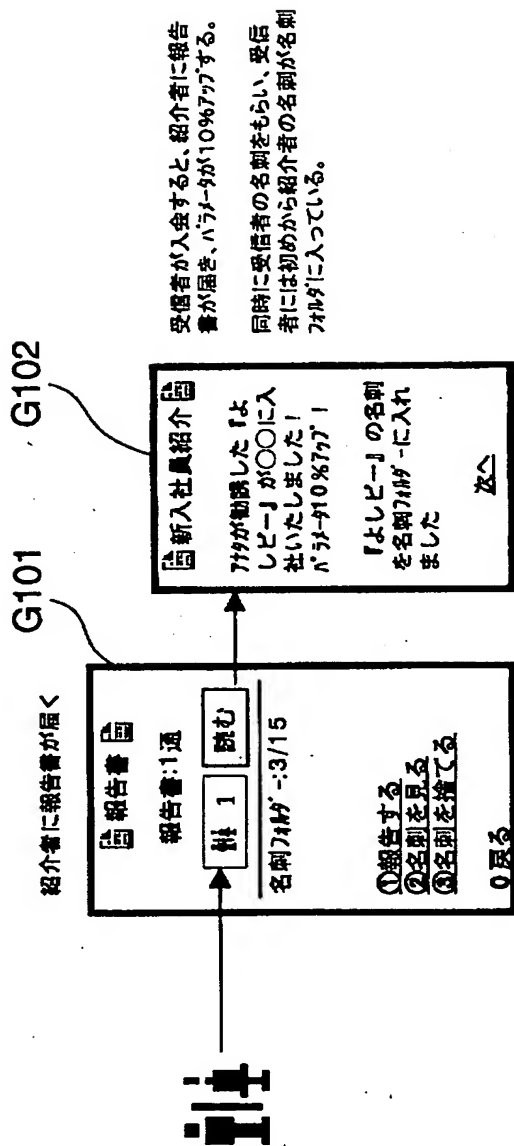 紹介者に報告書が届く
G101
報告書
報告書:1通
1
読む
名刺フォルダー:3/15
①報告する
②名刺を見る
③名刺を捨てる
0 戻る
G102
新入社員紹介
アナタが勧誘した『よ
しピー』が○○に入
社いたしました!
パラメータ10%アップ!
『よしピー』の名刺
を名刺フォルダーに入れ
ました
次へ
受信者が入会すると、紹介者に報告
書が届き、パラメータが10%アップする。
同時に受信者の名刺をもらい、受信
者には初めから紹介者の名刺が名刺
フォルダに入っている。